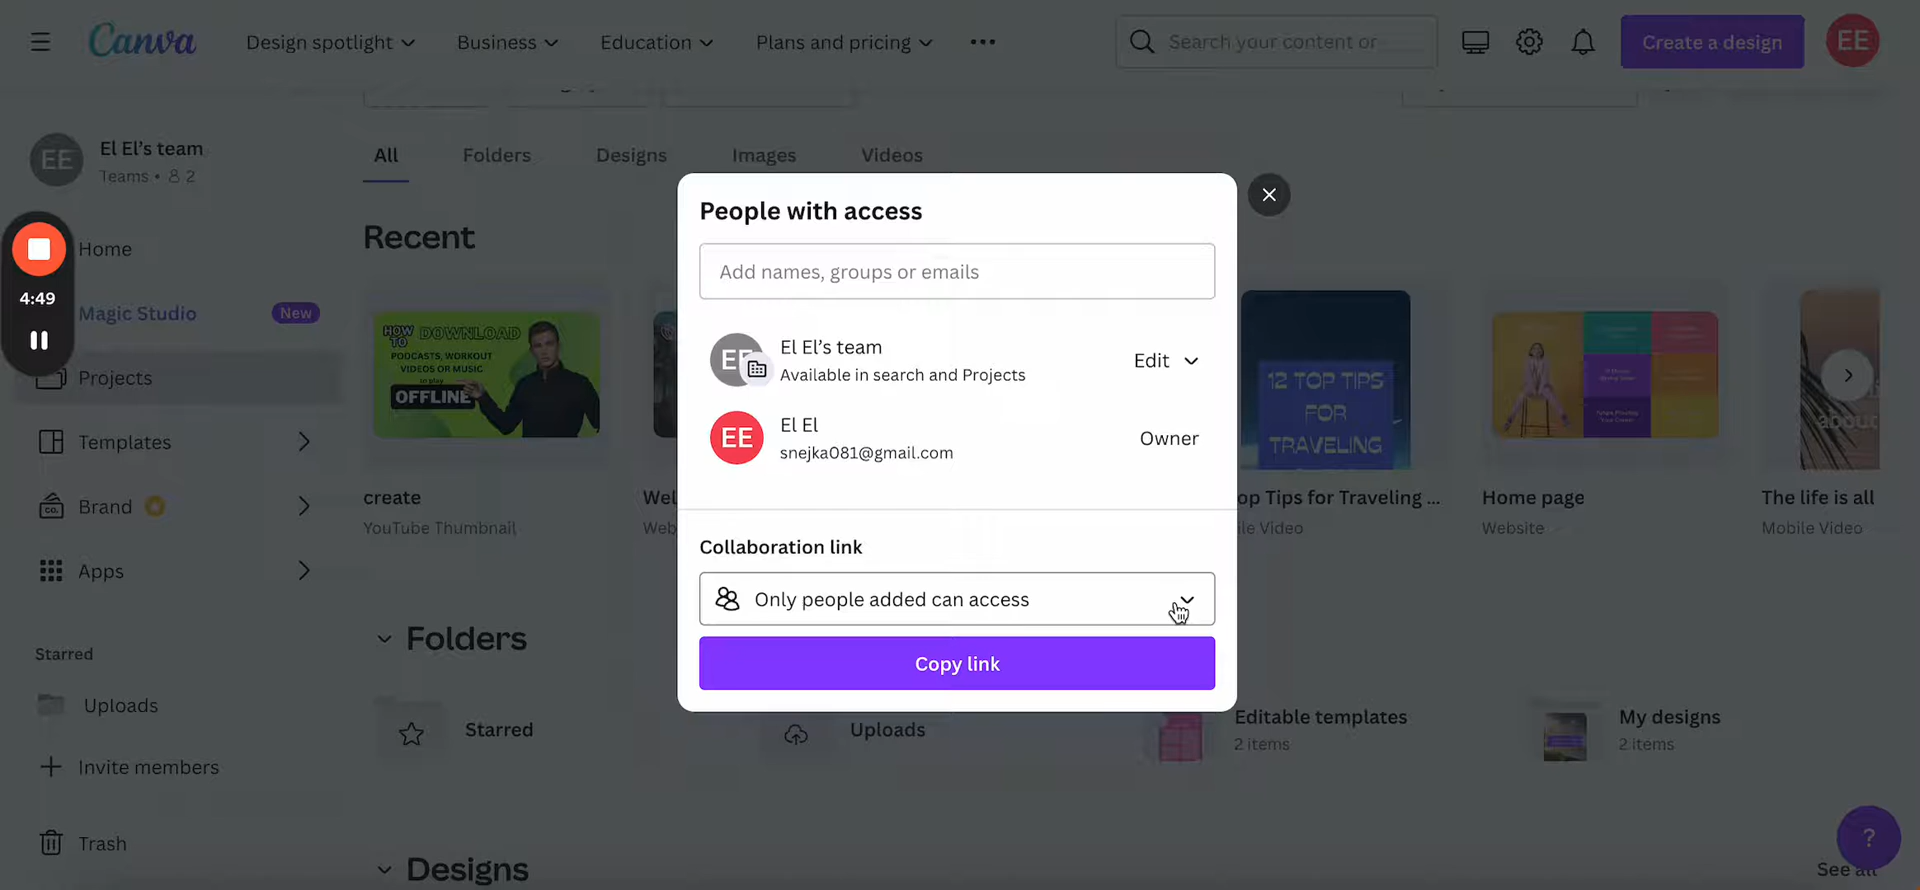 Canva
Design spotlight
Business
Education
Plans and pricing
Search your content or
Create a design
EE
EE
El El's team
Teams • 2
All
Folders
Designs
Images
Videos
4:49
Home
Magic Studio
New
Projects
Templates
Brand
CO.
Apps
Starred
Uploads
Invite members
Trash
Recent
HOW TO DOWNLOAD
PODCASTS, WORKOUT
VIDEOS OR MUSIC
to play
OFFLINE
create
YouTube Thumbnail
Wel
Web
12 TOP TIPS
FOR
TRAVELING
op Tips for Traveling ...
ile Video
Home page
Website
about
The life is all
Mobile Video
People with access
Add names, groups or emails
EE
El El's team
Available in search and Projects
Edit
EE
El El
snejka081@gmail.com
Owner
Collaboration link
Only people added can access
Copy link
Folders
Starred
Uploads
Editable templates
2 items
My designs
2 items
Designs
See all
?